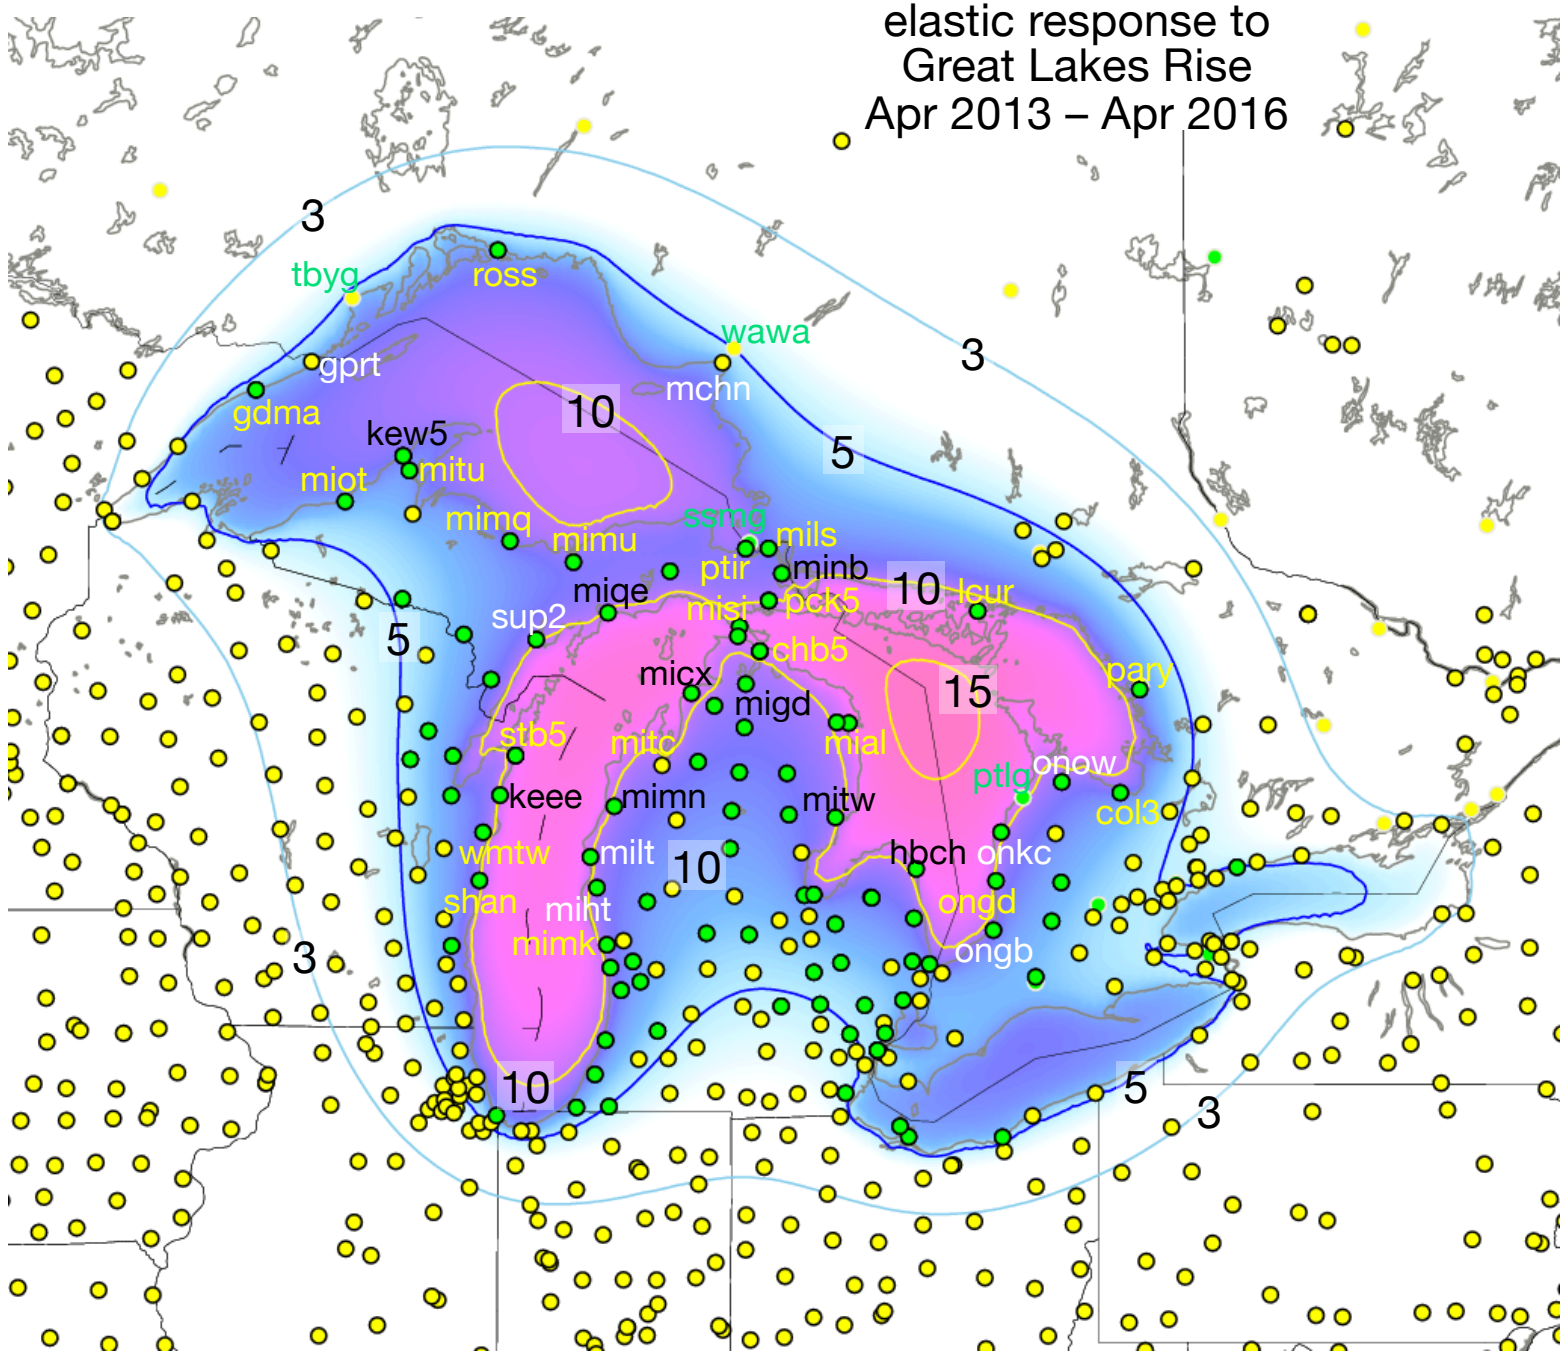 elastic response to
Great Lakes Rise
Apr 2013 – Apr 2016
3
tbyg
ross
wawa
3
gprt
mchn
gdma
10
kew5
5
mitu
miot
mimq
ssmg
mils
mimu
ptir
minb
miqe
10
lcur
misi
pck5
sup2
5
chb5
micx
pary
migd
15
stb5
mitc
mial
onow
ptlg
keee
mimn
mitw
col3
wmtw
milt
10
hbch
onkc
shan
miht
ongd
mimk
ongb
3
10
5
3